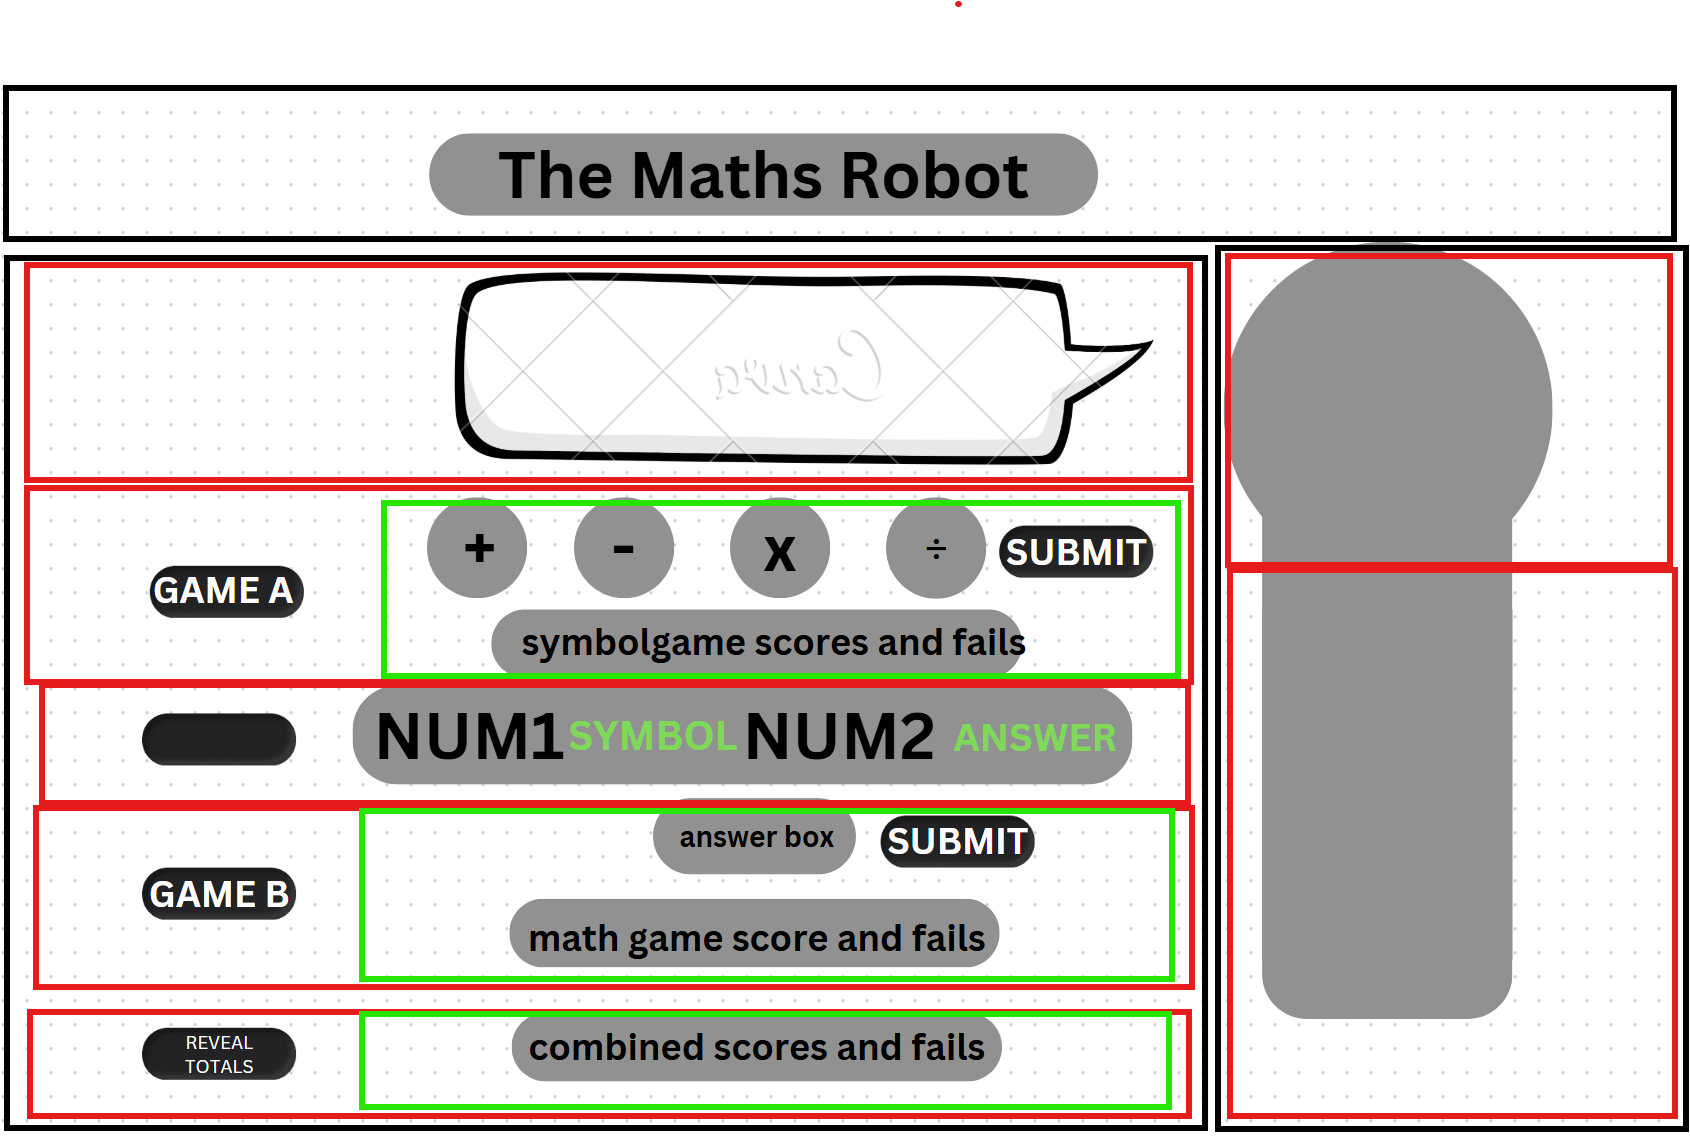 The Maths Robot
Canva
+ - x ÷ SUBMIT
GAME A
symbolgame scores and fails
NUM1 SYMBOL NUM2 ANSWER
answer box SUBMIT
GAME B
math game score and fails
REVEAL
TOTALS
combined scores and fails